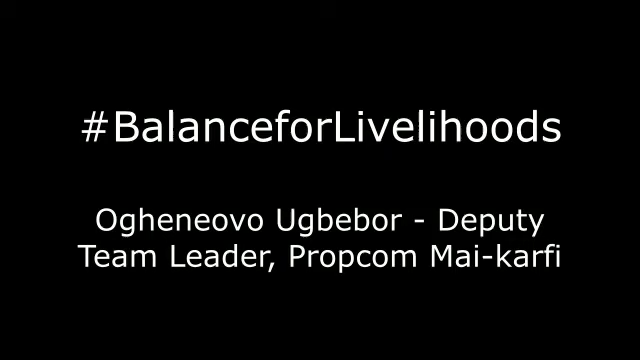 #BalanceforLivelihoods
Ogheneovo Ugbebor - Deputy
Team Leader, Propcom Mai-karfi